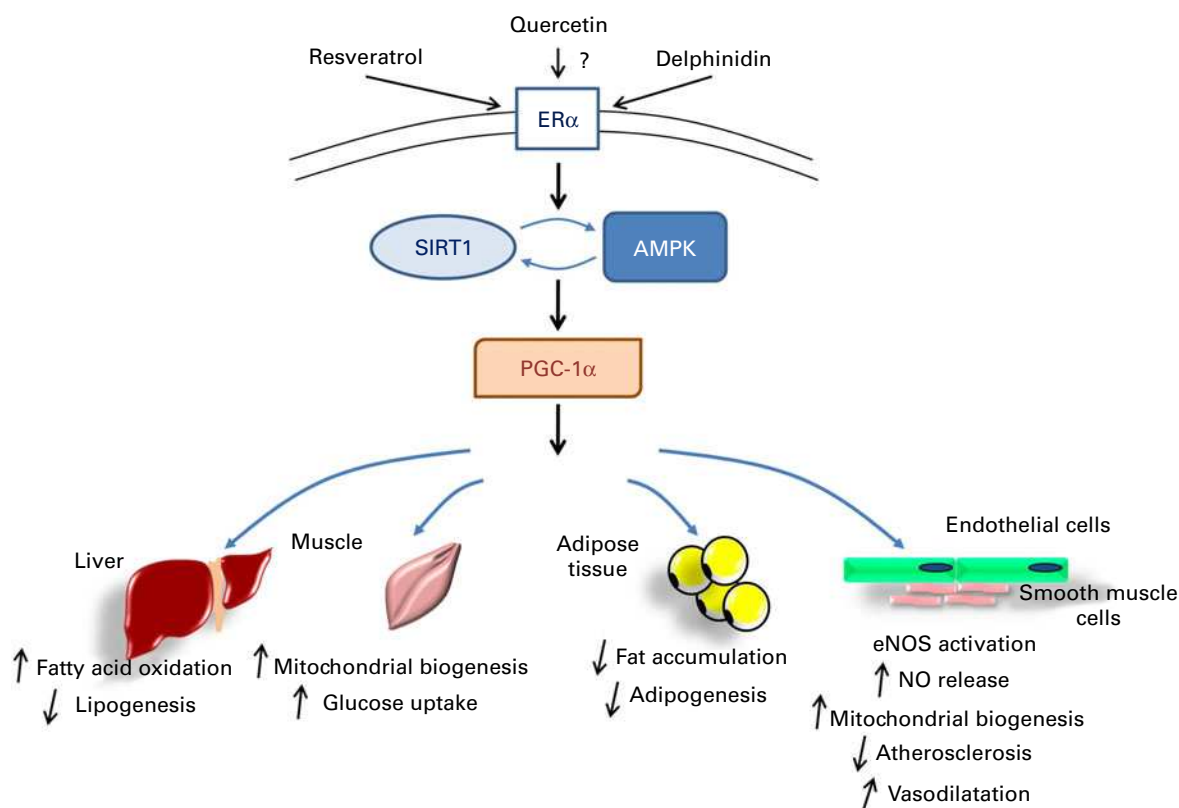 Quercetin
Resveratrol
?
Delphinidin
ERα
SIRT1
AMPK
PGC-1α
Liver
Muscle
Adipose
tissue
Endothelial cells
Smooth muscle
cells
↑ Fatty acid oxidation
↓ Lipogenesis
↑ Mitochondrial biogenesis
↑ Glucose uptake
↓ Fat accumulation
↓ Adipogenesis
eNOS activation
↑ NO release
↑ Mitochondrial biogenesis
↓ Atherosclerosis
↑ Vasodilatation